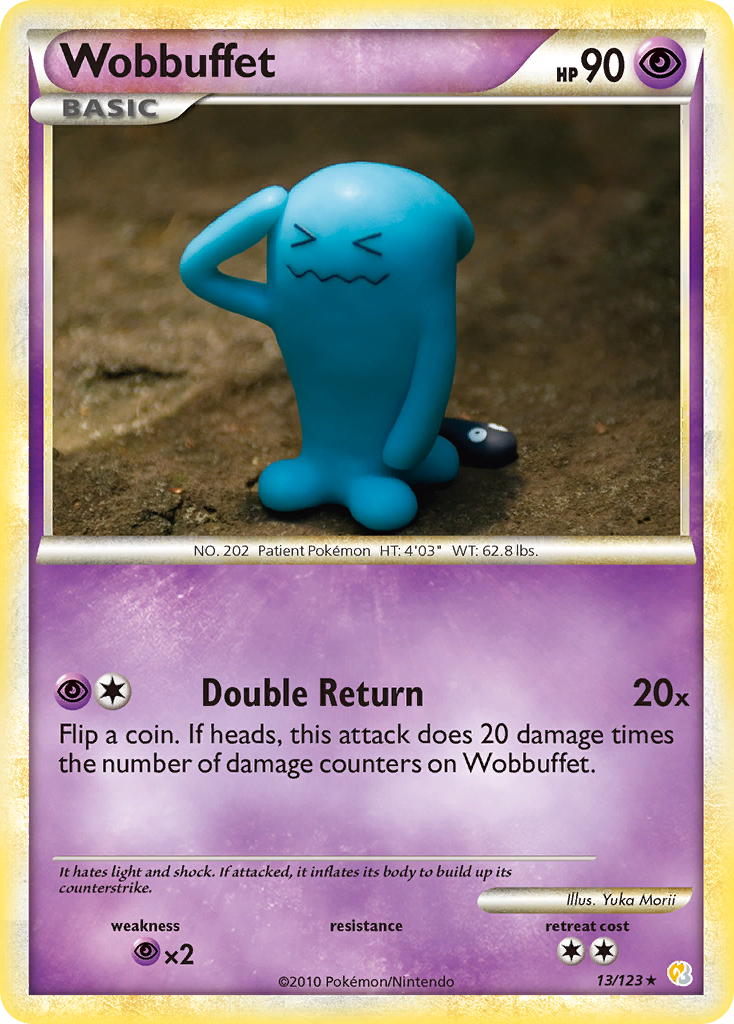 Wobbuffet
HP 90
BASIC
NO. 202 Patient Pokémon HT: 4'03" WT: 62.8 lbs.
Double Return 20x
Flip a coin. If heads, this attack does 20 damage times
the number of damage counters on Wobbuffet.
It hates light and shock. If attacked, it inflates its body to build up its
counterstrike.
Illus. Yuka Morii
weakness resistance retreat cost
×2
©2010 Pokémon/Nintendo 13/123 ★